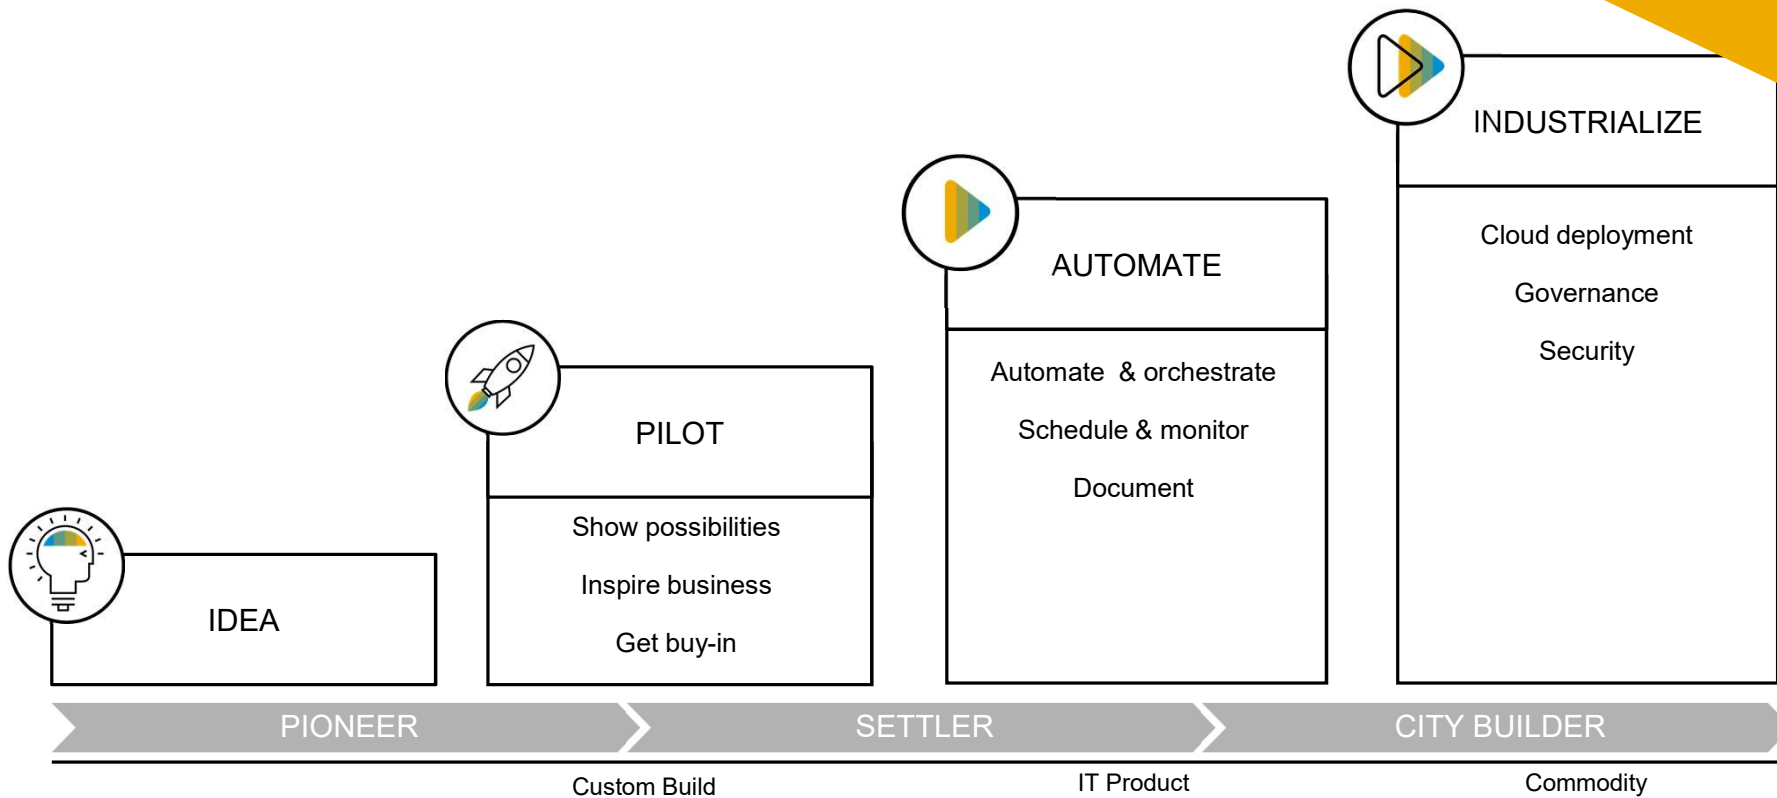 IDEA
PILOT
Show possibilities
Inspire business
Get buy-in
AUTOMATE
Automate & orchestrate
Schedule & monitor
Document
INDUSTRIALIZE
Cloud deployment
Governance
Security
PIONEER
SETTLER
CITY BUILDER
Custom Build
IT Product
Commodity